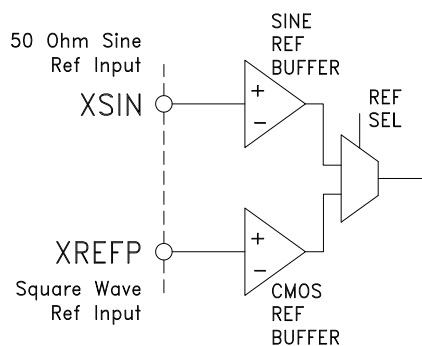 50 Ohm Sine
Ref Input
XSIN
SINE
REF
BUFFER
+
−
REF
SEL
XREFP
Square Wave
Ref Input
+
−
CMOS
REF
BUFFER